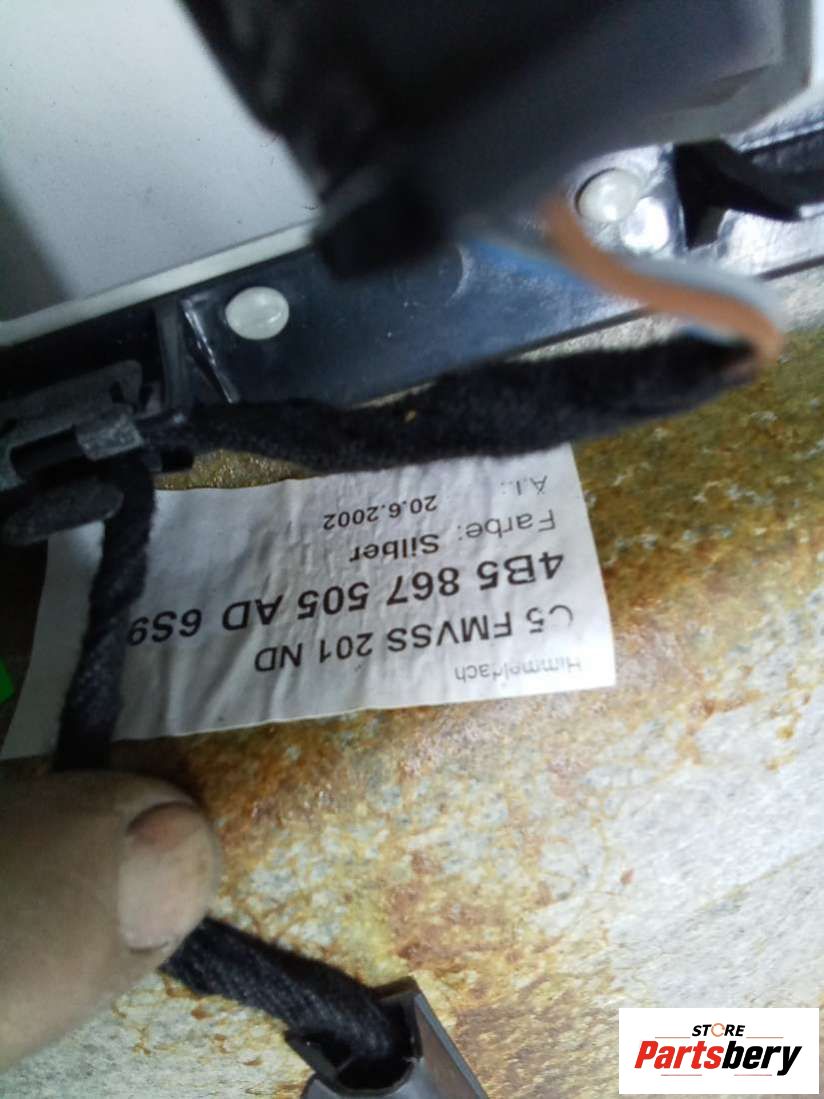 Himmeldach
C5 FMVSS 201 ND
4B5 867 505 AD 6S9
Farbe: Silber
20.6.2002
Ä.I.:
STORE
Partsbery